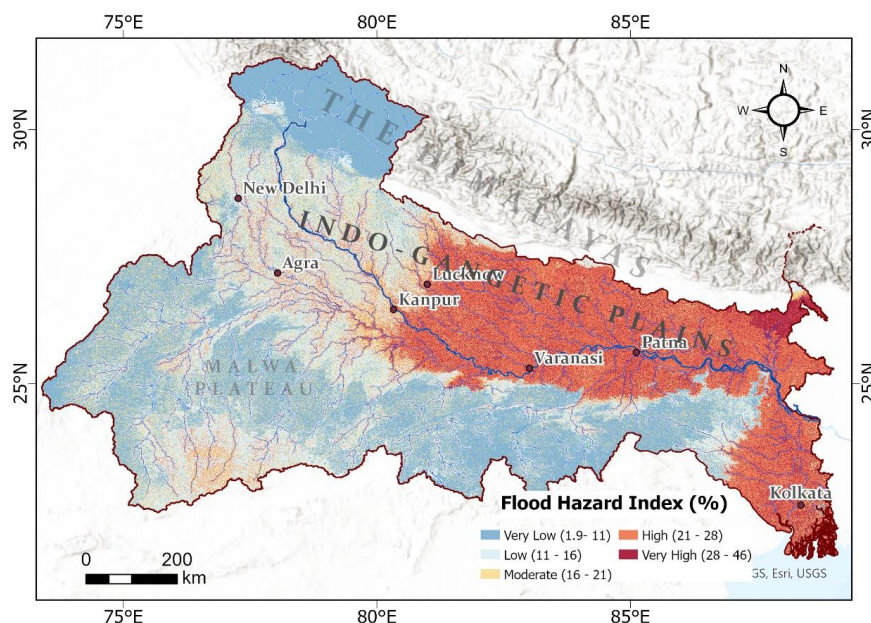 75°E 80°E 85°E
30°N
30°N
N
W E
S
THE HIMALAYAS
New Delhi
INDO-GANGETIC PLAINS
Agra
Lucknow
Kanpur
Patna
Varanasi
MALWA
PLATEAU
25°N
25°N
Kolkata
Flood Hazard Index (%)
Very Low (1.9- 11)
Low (11 - 16)
Moderate (16 - 21)
High (21 - 28)
Very High (28 - 46)
0 200
km
GS, Esri, USGS
75°E 80°E 85°E